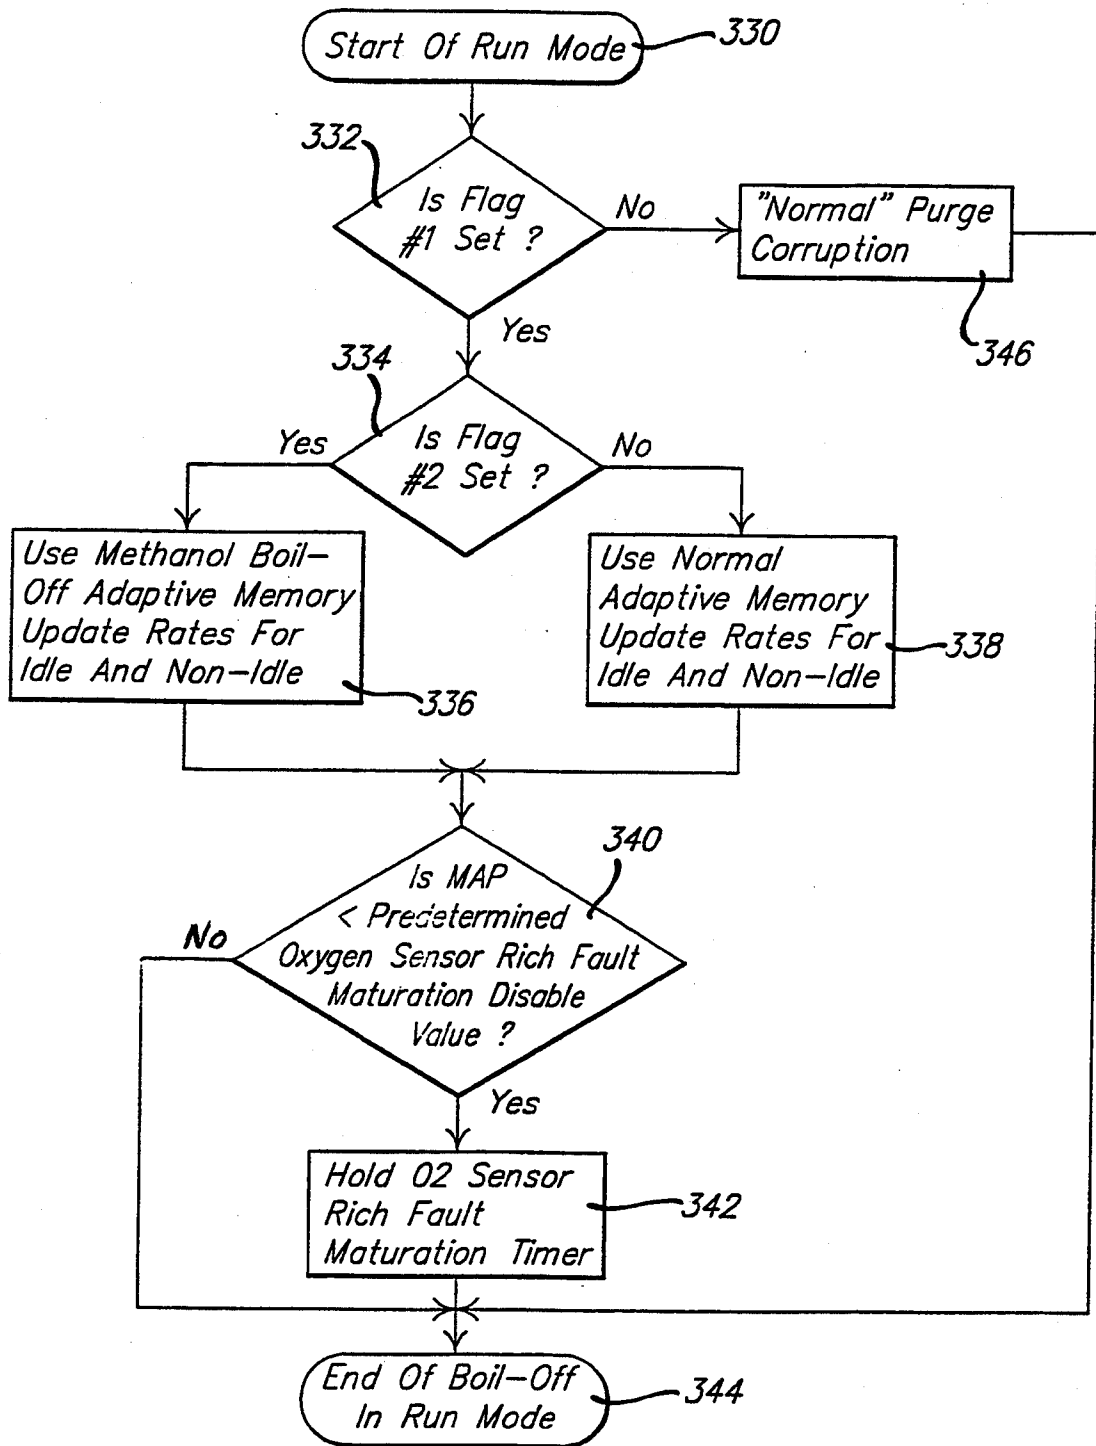 Start Of Run Mode
330
332
Is Flag
#1 Set ?
No
"Normal" Purge
Corruption
346
Yes
334
Is Flag
#2 Set ?
Yes
No
Use Methanol Boil-
Off Adaptive Memory
Update Rates For
Idle And Non-Idle
336
Use Normal
Adaptive Memory
Update Rates For
Idle And Non-Idle
338
340
Is MAP
< Predetermined
Oxygen Sensor Rich Fault
Maturation Disable
Value ?
No
Yes
Hold O2 Sensor
Rich Fault
Maturation Timer
342
End Of Boil-Off
In Run Mode
344